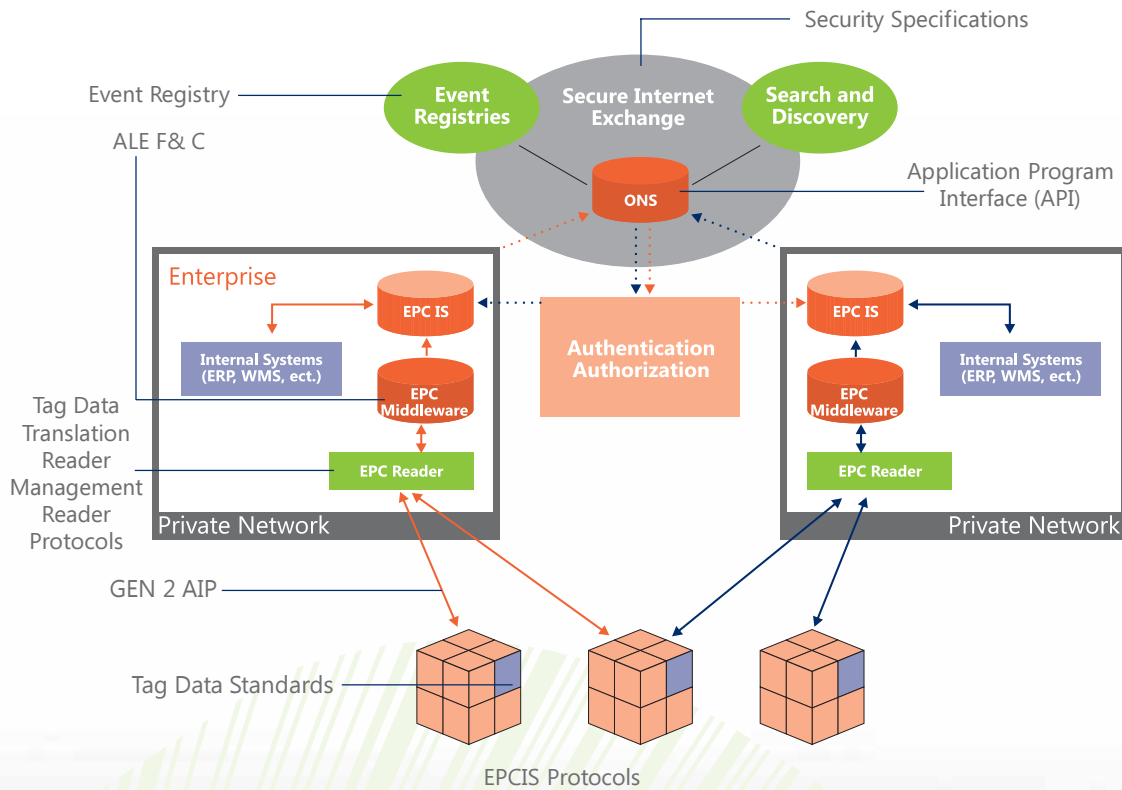 Security Specifications
Event Registry
Event
Registries
Secure Internet
Exchange
Search and
Discovery
ALE F& C
Application Program
Interface (API)
ONS
Enterprise
EPC IS
Internal Systems
(ERP, WMS, ect.)
EPC
Middleware
EPC Reader
Private Network
Authentication
Authorization
EPC IS
Internal Systems
(ERP, WMS, ect.)
EPC
Middleware
EPC Reader
Private Network
Tag Data
Translation
Reader
Management
Reader
Protocols
GEN 2 AIP
Tag Data Standards
EPCIS Protocols